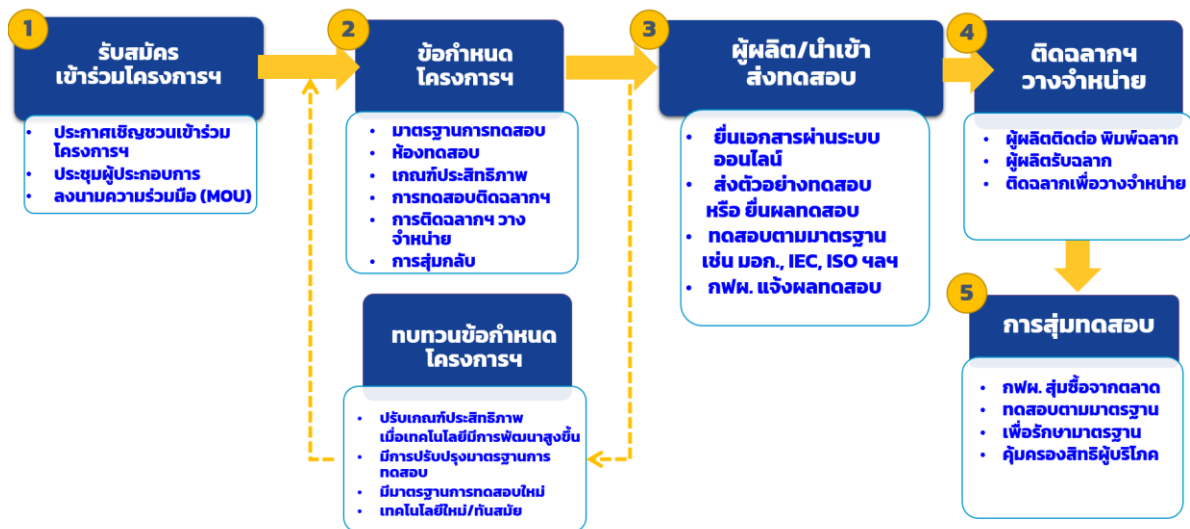 1
รับสมัคร
เข้าร่วมโครงการฯ
• ประกาศเชิญชวนเข้าร่วม
โครงการฯ
• ประชุมผู้ประกอบการ
• ลงนามความร่วมมือ (MOU)
2
ข้อกำหนด
โครงการฯ
• มาตรฐานการทดสอบ
• ห้องทดสอบ
• เกณฑ์ประสิทธิภาพ
• การทดสอบติดฉลากฯ
• การติดฉลากฯ วาง
จำหน่าย
• การสุ่มกลับ
ทบทวนข้อกำหนด
โครงการฯ
• ปรับเกณฑ์ประสิทธิภาพ
เมื่อเทคโนโลยีมีการพัฒนาสูงขึ้น
• มีการปรับปรุงมาตรฐานการ
ทดสอบ
• มีมาตรฐานการทดสอบใหม่
• เทคโนโลยีใหม่/ทันสมัย
3
ผู้ผลิต/นำเข้า
ส่งทดสอบ
• ยื่นเอกสารผ่านระบบ
ออนไลน์
• ส่งตัวอย่างทดสอบ
หรือ ยื่นผลทดสอบ
• ทดสอบตามมาตรฐาน
เช่น มอก., IEC, ISO ฯลฯ
• กฟผ. แจ้งผลทดสอบ
4
ติดฉลากฯ
วางจำหน่าย
• ผู้ผลิตติดต่อ พิมพ์ฉลาก
• ผู้ผลิตรับฉลาก
• ติดฉลากเพื่อวางจำหน่าย
5
การสุ่มทดสอบ
• กฟผ. สุ่มซื้อจากตลาด
• ทดสอบตามมาตรฐาน
• เพื่อรักษามาตรฐาน
• คุ้มครองสิทธิผู้บริโภค